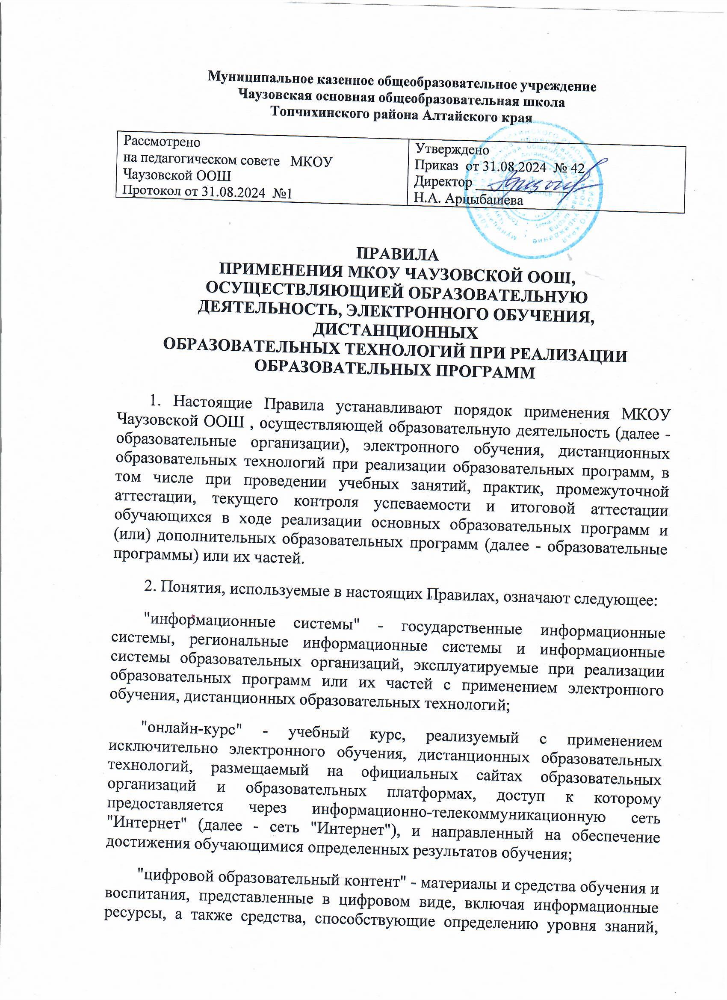 Муниципальное казенное общеобразовательное учреждение
Чаузовская основная общеобразовательная школа
Топчихинского района Алтайского края
Рассмотрено
на педагогическом совете МКОУ
Чаузовской ООШ
Протокол от 31.08.2024 №1
Утверждено
Приказ от 31.08.2024 № 42
Директор
Н.А. Арцыбашева
ПРАВИЛА
ПРИМЕНЕНИЯ МКОУ ЧАУЗОВСКОЙ ООШ,
ОСУЩЕСТВЛЯЮЩИЕЙ ОБРАЗОВАТЕЛЬНУЮ
ДЕЯТЕЛЬНОСТЬ, ЭЛЕКТРОННОГО ОБУЧЕНИЯ,
ДИСТАНЦИОННЫХ
ОБРАЗОВАТЕЛЬНЫХ ТЕХНОЛОГИЙ ПРИ РЕАЛИЗАЦИИ
ОБРАЗОВАТЕЛЬНЫХ ПРОГРАММ
1. Настоящие Правила устанавливают порядок применения МКОУ
Чаузовской ООШ , осуществляющей образовательную деятельность (далее -
образовательные организации), электронного обучения, дистанционных
образовательных технологий при реализации образовательных программ, в
том числе при проведении учебных занятий, практик, промежуточной
аттестации, текущего контроля успеваемости и итоговой аттестации
обучающихся в ходе реализации основных образовательных программ и
(или) дополнительных образовательных программ (далее - образовательные
программы) или их частей.
2. Понятия, используемые в настоящих Правилах, означают следующее:
"информационные системы" - государственные информационные
системы, региональные информационные системы и информационные
системы образовательных организаций, эксплуатируемые при реализации
образовательных программ или их частей с применением электронного
обучения, дистанционных образовательных технологий;
"онлайн-курс" - учебный курс, реализуемый с применением
исключительно электронного обучения, дистанционных образовательных
технологий, размещаемый на официальных сайтах образовательных
организаций и образовательных платформах, доступ к которому
предоставляется через информационно-телекоммуникационную сеть
"Интернет" (далее - сеть "Интернет"), и направленный на обеспечение
достижения обучающимися определенных результатов обучения;
"цифровой образовательный контент" - материалы и средства обучения и
воспитания, представленные в цифровом виде, включая информационные
ресурсы, а также средства, способствующие определению уровня знаний,